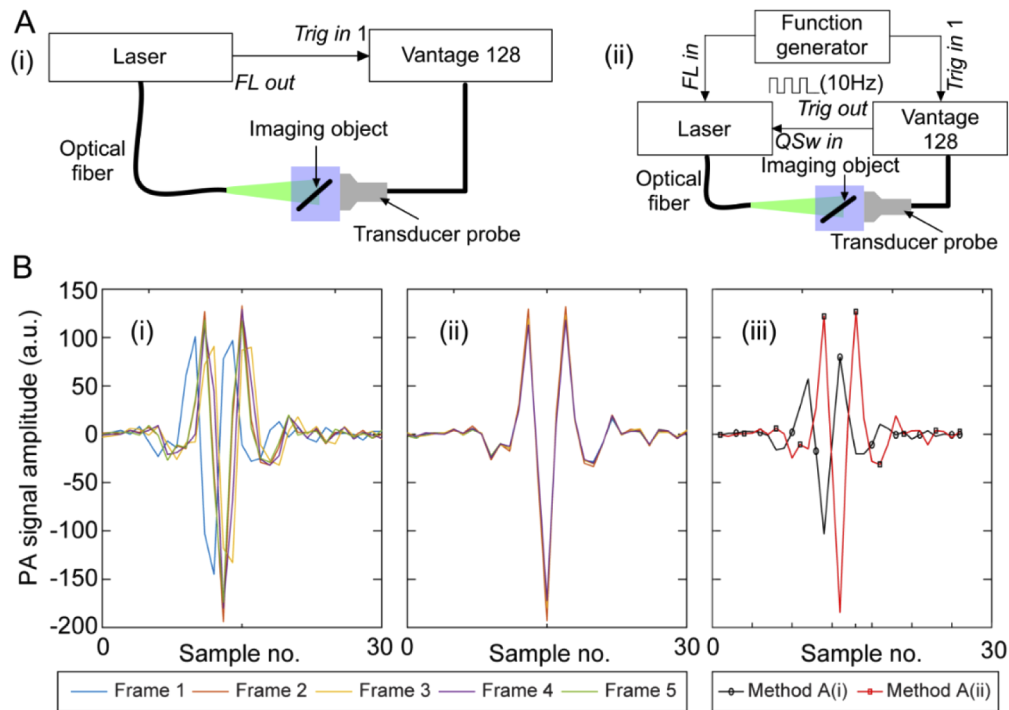 A
(i)
Laser
Trig in 1
Vantage 128
FL out
Imaging object
Optical
fiber
Transducer probe
(ii)
Function
generator
FL in
Trig in 1
(10Hz)
Trig out
Laser
QSw in
Vantage
128
Imaging object
Optical
fiber
Transducer probe
B
PA signal amplitude (a.u.)
150
100
50
0
-50
-100
-150
-200
(i)
(ii)
(iii)
0
Sample no.
30
0
Sample no.
30
0
Sample no.
30
Frame 1
Frame 2
Frame 3
Frame 4
Frame 5
Method A(i)
Method A(ii)